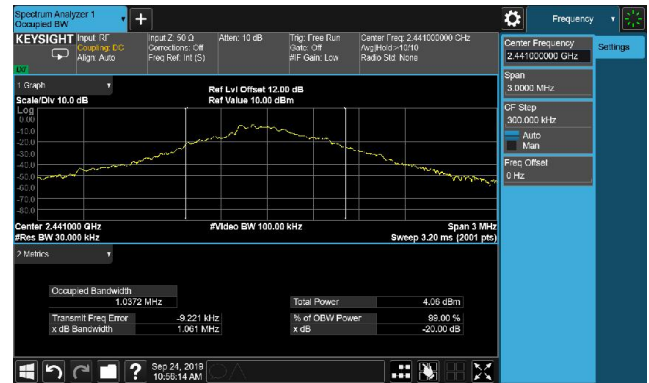 Spectrum Analyzer 1
Occupied BW
Frequency
KEYSIGHT
Input: RF
Coupling: DC
Align: Auto
Input Z: 50 Ω
Corrections: Off
Freq Ref: Int (S)
Atten: 10 dB
Trig: Free Run
Gate: Off
#IF Gain: Low
Center Freq: 2.441000000 GHz
Avg|Hold:>10/10
Radio Std: None
LXI
Center Frequency
2.441000000 GHz
Settings
Span
3.0000 MHz
CF Step
300.000 kHz
Auto
Man
Freq Offset
0 Hz
1 Graph
Scale/Div 10.0 dB
Ref Lvl Offset 12.00 dB
Ref Value 10.00 dBm
Log
0.00
-10.0
-20.0
-30.0
-40.0
-50.0
-60.0
-70.0
-80.0
Center 2.441000 GHz
#Res BW 30.000 kHz
#Video BW 100.00 kHz
Span 3 MHz
Sweep 3.20 ms (2001 pts)
2 Metrics
Occupied Bandwidth
1.0372 MHz
Total Power 4.06 dBm
Transmit Freq Error -9.221 kHz
% of OBW Power 99.00 %
x dB Bandwidth 1.061 MHz
x dB -20.00 dB
Sep 24, 2019
10:56:14 AM